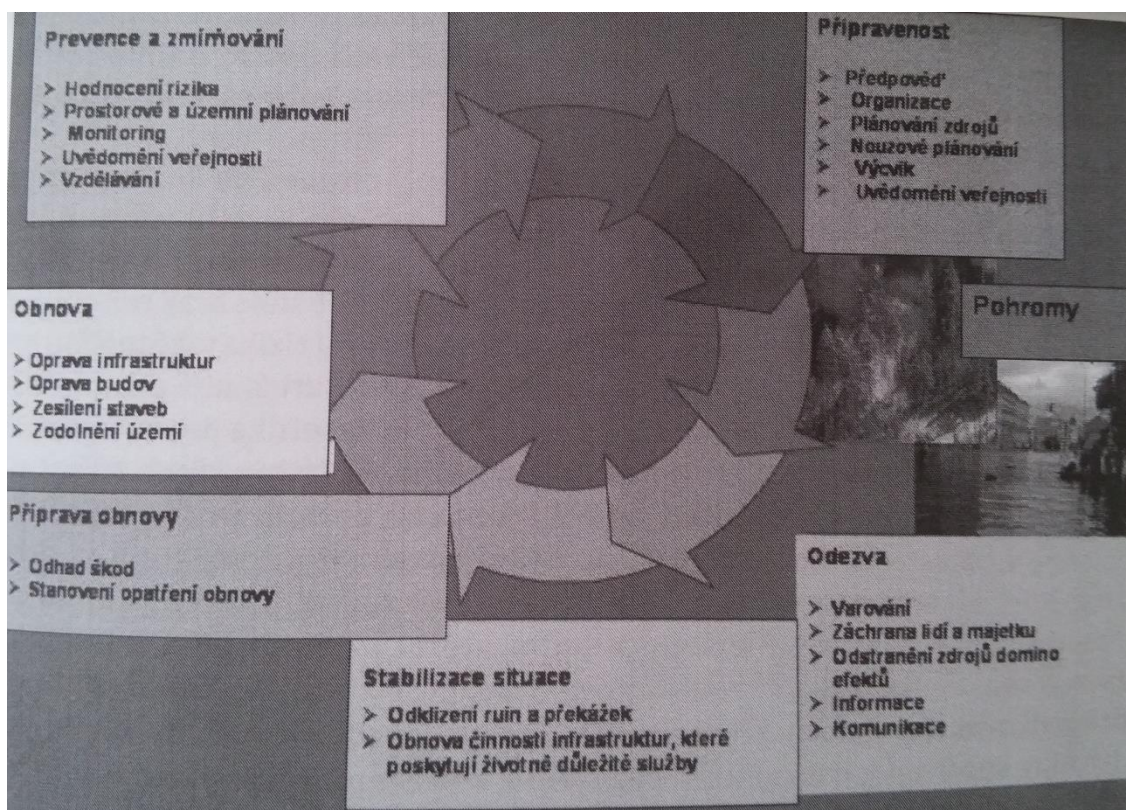 Prevence a zmírňování
➢ Hodnocení rizika
➢ Prostorové a územní plánování
➢ Monitoring
➢ Uvědomění veřejnosti
➢ Vzdělávání
Připravenost
➢ Předpověď
➢ Organizace
➢ Plánování zdrojů
➢ Nouzové plánování
➢ Výcvik
➢ Uvědomění veřejnosti
Pohromy
Odezva
➢ Varování
➢ Záchrana lidí a majetku
➢ Odstranění zdrojů domino
efektů
➢ Informace
➢ Komunikace
Stabilizace situace
➢ Odklizení ruin a překážek
➢ Obnova činnosti infrastruktur, které
poskytují životně důležité služby
Příprava obnovy
➢ Odhad škod
➢ Stanovení opatření obnovy
Obnova
➢ Oprava infrastruktur
➢ Oprava budov
➢ Zesílení staveb
➢ Zodolnění území